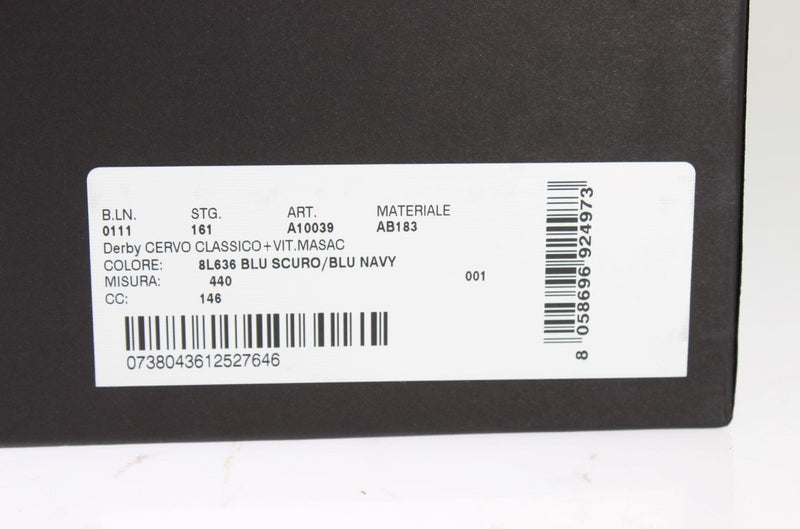 B.LN. STG. ART. MATERIALE
0111 161 A10039 AB183
Derby CERVO CLASSICO+VIT.MASAC
COLORE: 8L636 BLU SCURO/BLU NAVY
MISURA: 440 001
CC: 146
0738043612527646
8 058696 924973